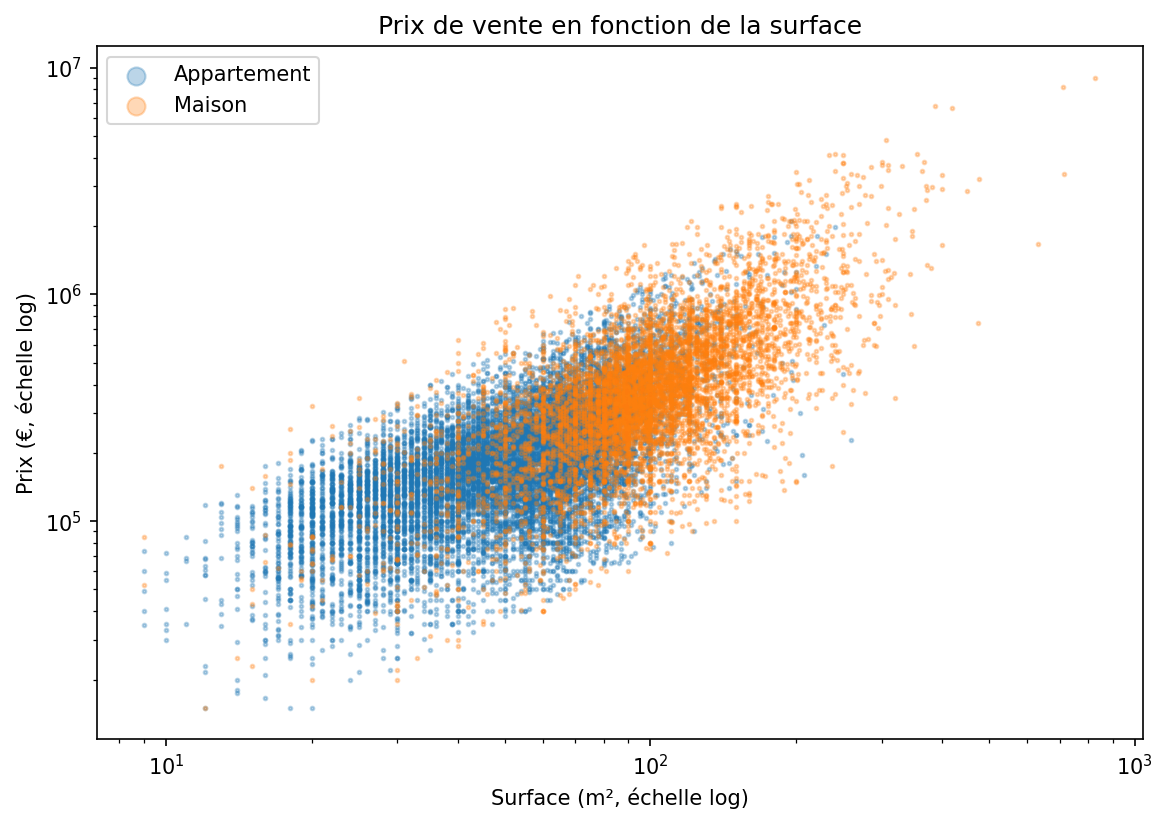 Prix de vente en fonction de la surface
Appartement
Maison
10⁷
10⁶
10⁵
Prix (€, échelle log)
10¹
10²
10³
Surface (m², échelle log)